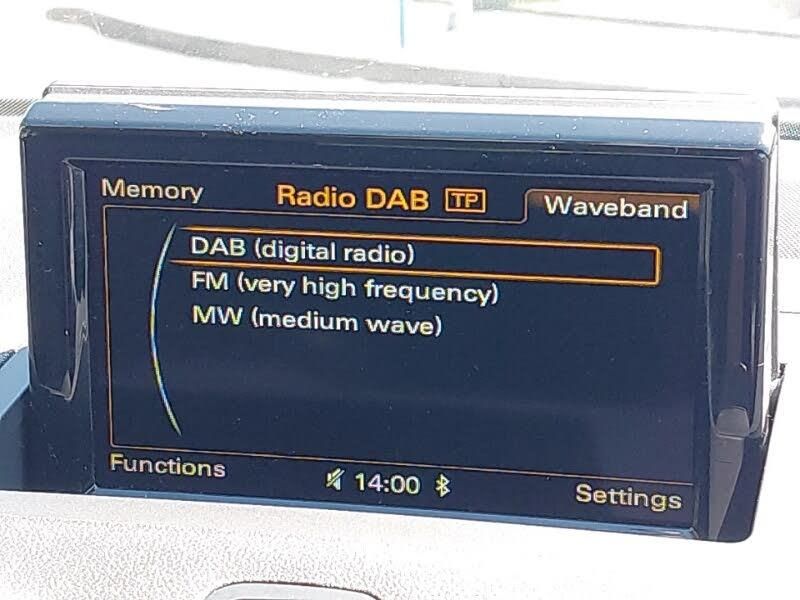 Memory
Radio DAB TP
Waveband
DAB (digital radio)
FM (very high frequency)
MW (medium wave)
Functions
14:00
Settings